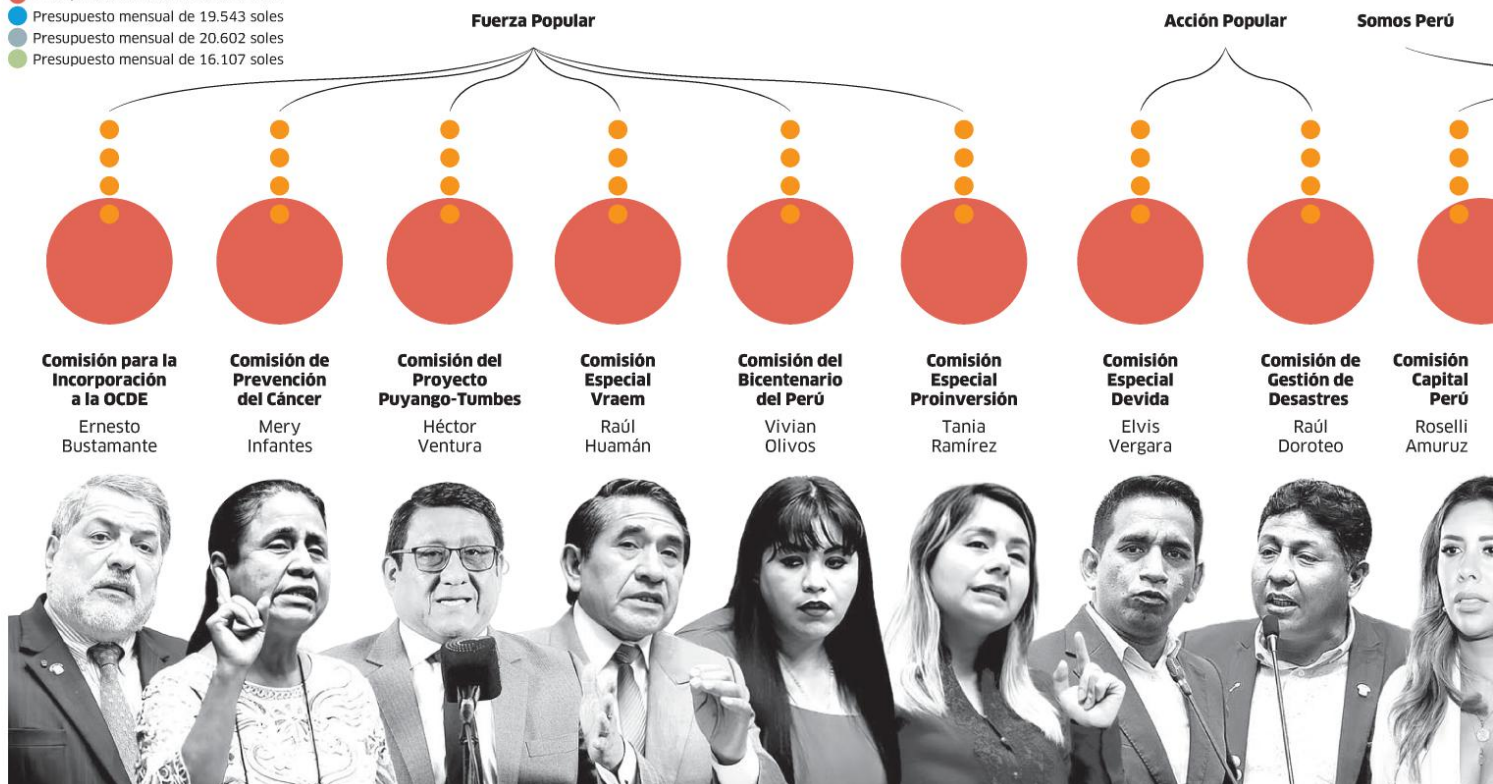 Presupuesto mensual de 19.543 soles
Presupuesto mensual de 20.602 soles
Presupuesto mensual de 16.107 soles
Fuerza Popular
Acción Popular
Somos Perú
Comisión para la
Incorporación
a la OCDE
Ernesto
Bustamante
Comisión de
Prevención
del Cáncer
Mery
Infantes
Comisión del
Proyecto
Puyango-Tumbes
Héctor
Ventura
Comisión
Especial
Vraem
Raúl
Huamán
Comisión del
Bicentenario
del Perú
Vivian
Olivos
Comisión
Especial
Proinversión
Tania
Ramírez
Comisión
Especial
Devida
Elvis
Vergara
Comisión de
Gestión de
Desastres
Raúl
Doroteo
Comisión
Capital
Perú
Roselli
Amuruz